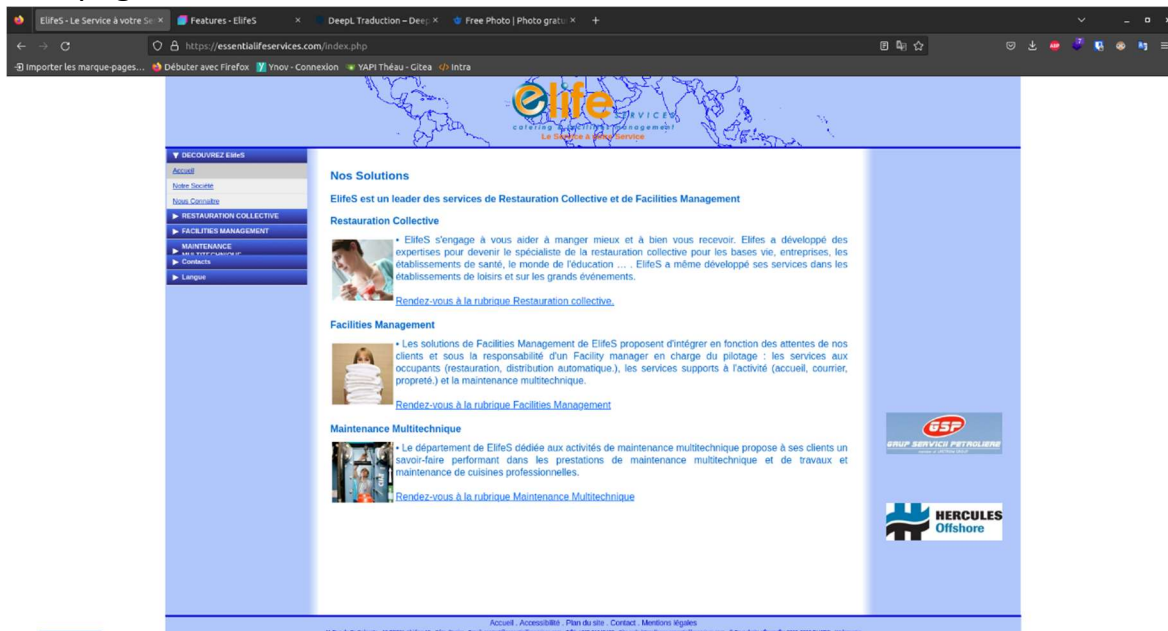 ElifeS - Le Service à votre Se
Features - ElifeS
DeepL Traduction – Deep
Free Photo | Photo gratu
https://essentialifeservices.com/index.php
Importer les marque-pages...
Débuter avec Firefox
Ynov - Connexion
YAPI Théau - Gitea
Intra
elife
SERVICES
catering & facilities management
Le Service à votre Service
DECOUVREZ ElifeS
Accueil
Notre Société
Nous Connaitre
RESTAURATION COLLECTIVE
FACILITIES MANAGEMENT
MAINTENANCE
MULTITECHNIQUE
Contacts
Langue
Nos Solutions
ElifeS est un leader des services de Restauration Collective et de Facilities Management
Restauration Collective
• ElifeS s'engage à vous aider à manger mieux et à bien vous recevoir. Elifes a développé des
expertises pour devenir le spécialiste de la restauration collective pour les bases vie, entreprises, les
établissements de santé, le monde de l'éducation ... . ElifeS a même développé ses services dans les
établissements de loisirs et sur les grands événements.
Rendez-vous à la rubrique Restauration collective.
Facilities Management
• Les solutions de Facilities Management de ElifeS proposent d'intégrer en fonction des attentes de nos
clients et sous la responsabilité d'un Facility manager en charge du pilotage : les services aux
occupants (restauration, distribution automatique.), les services supports à l'activité (accueil, courrier,
propreté.) et la maintenance multitechnique.
Rendez-vous à la rubrique Facilities Management
Maintenance Multitechnique
• Le département de ElifeS dédiée aux activités de maintenance multitechnique propose à ses clients un
savoir-faire performant dans les prestations de maintenance multitechnique et de travaux et
maintenance de cuisines professionnelles.
Rendez-vous à la rubrique Maintenance Multitechnique
GSP
GRUP SERVICII PETROLIERE
HERCULES
Offshore
Accueil . Accessibilité . Plan du site . Contact . Mentions légales